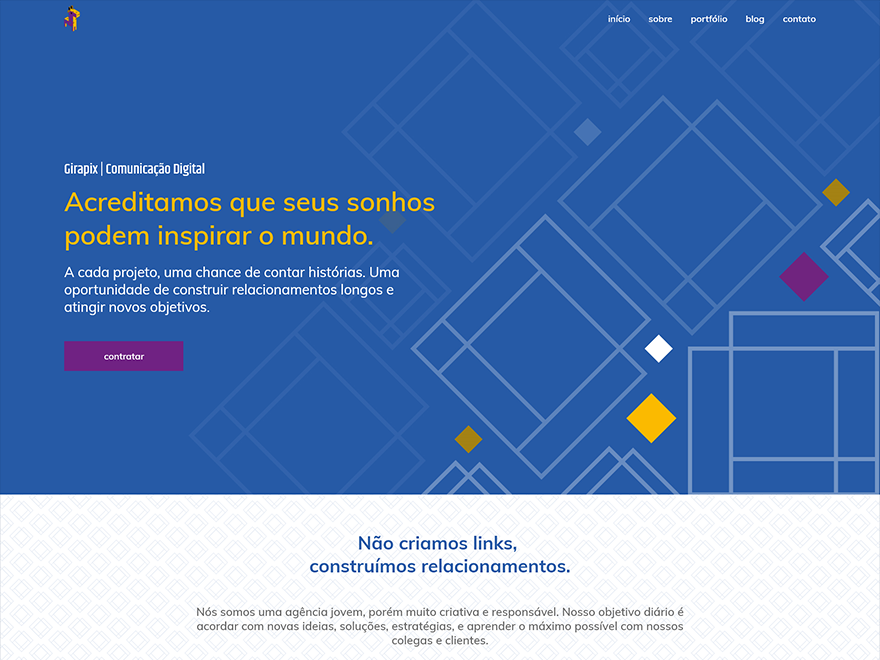 início sobre portfólio blog contato
Girapix | Comunicação Digital
Acreditamos que seus sonhos
podem inspirar o mundo.
A cada projeto, uma chance de contar histórias. Uma
oportunidade de construir relacionamentos longos e
atingir novos objetivos.
contratar
Não criamos links,
construímos relacionamentos.
Nós somos uma agência jovem, porém muito criativa e responsável. Nosso objetivo diário é
acordar com novas ideias, soluções, estratégias, e aprender o máximo possível com nossos
colegas e clientes.